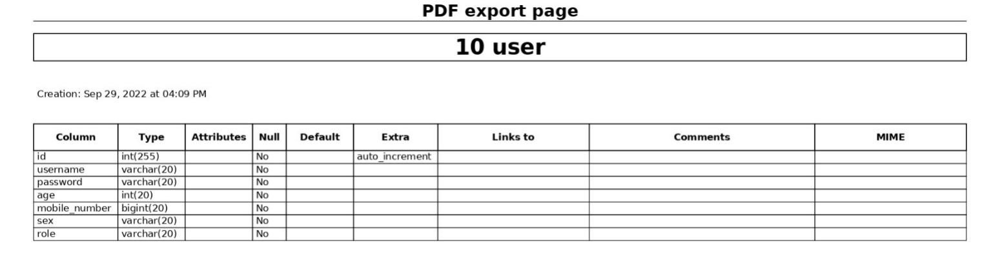 PDF export page
10 user
Creation: Sep 29, 2022 at 04:09 PM
Column Type Attributes Null Default Extra Links to Comments MIME
id int(255) No auto_increment
username varchar(20) No
password varchar(20) No
age int(20) No
mobile_number bigint(20) No
sex varchar(20) No
role varchar(20) No